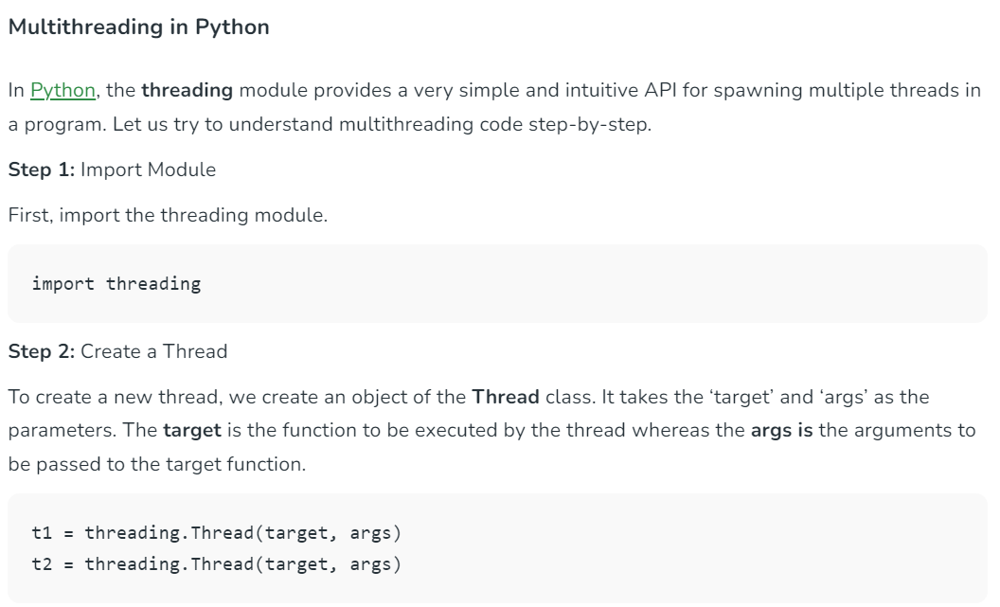 Multithreading in Python
In Python, the threading module provides a very simple and intuitive API for spawning multiple threads in
a program. Let us try to understand multithreading code step-by-step.
Step 1: Import Module
First, import the threading module.
import threading
Step 2: Create a Thread
To create a new thread, we create an object of the Thread class. It takes the ‘target’ and ‘args’ as the
parameters. The target is the function to be executed by the thread whereas the args is the arguments to
be passed to the target function.
t1 = threading.Thread(target, args)
t2 = threading.Thread(target, args)